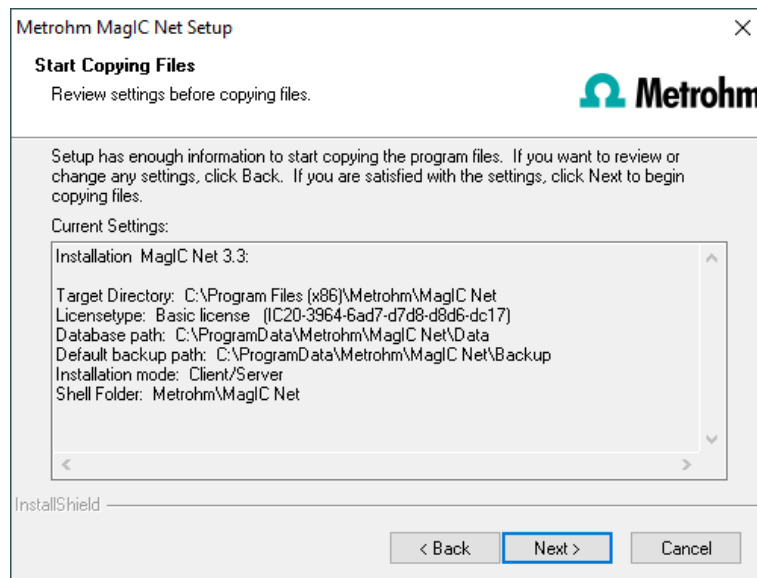 Metrohm MagIC Net Setup
Start Copying Files
Review settings before copying files.
Metrohm
Setup has enough information to start copying the program files. If you want to review or
change any settings, click Back. If you are satisfied with the settings, click Next to begin
copying files.
Current Settings:
Installation MagIC Net 3.3:
Target Directory: C:\Program Files (x86)\Metrohm\MagIC Net
Licensetype: Basic license (IC20-3964-6ad7-d7d8-d8d6-dc17)
Database path: C:\ProgramData\Metrohm\MagIC Net\Data
Default backup path: C:\ProgramData\Metrohm\MagIC Net\Backup
Installation mode: Client/Server
Shell Folder: Metrohm\MagIC Net
InstallShield
< Back Next > Cancel